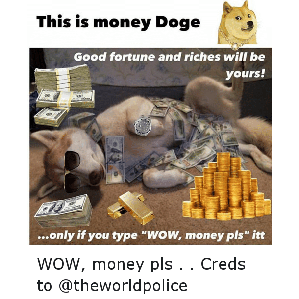 This is money Doge
Good fortune and riches will be
yours!
...only if you type "WOW, money pls" itt
WOW, money pls . . Creds
to @theworldpolice